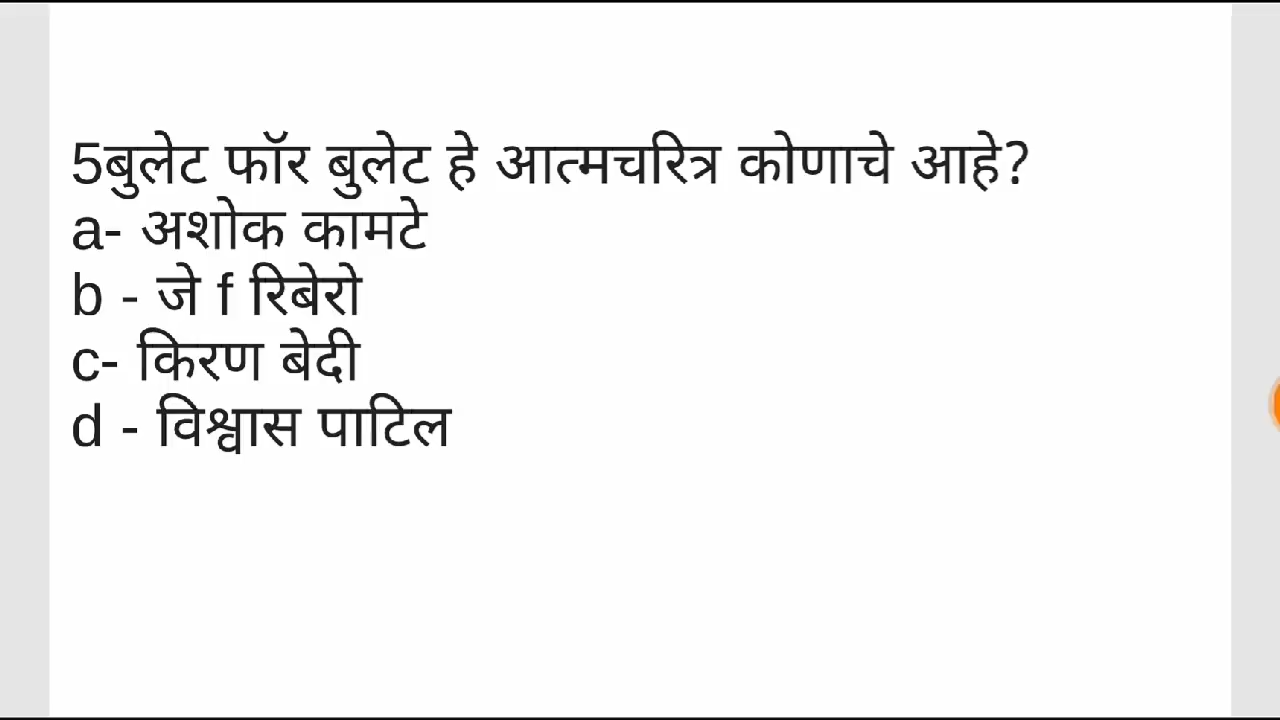 5बुलेट फॉर बुलेट हे आत्मचरित्र कोणाचे आहे?
a- अशोक कामटे
b - जे f रिबेरो
c- किरण बेदी
d - विश्वास पाटिल